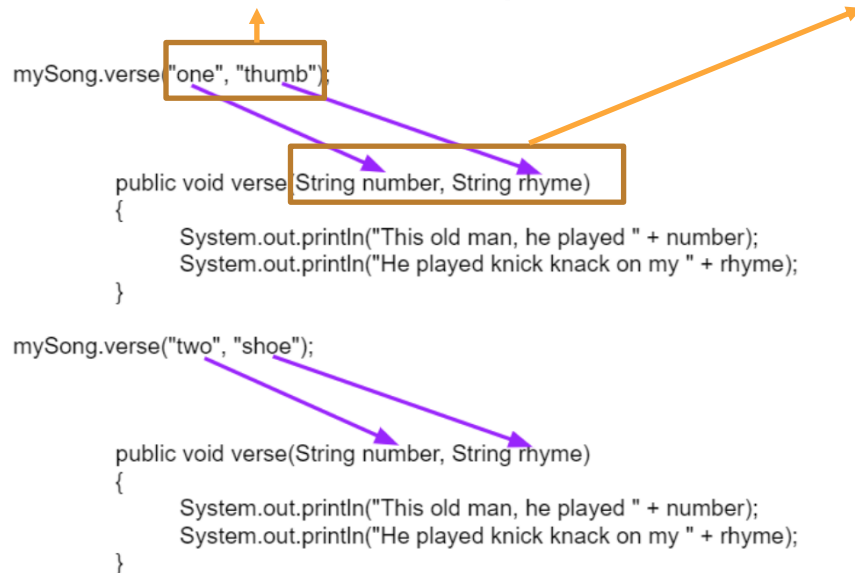 mySong.verse("one", "thumb");
public void verse(String number, String rhyme)
{
System.out.println("This old man, he played " + number);
System.out.println("He played knick knack on my " + rhyme);
}
mySong.verse("two", "shoe");
public void verse(String number, String rhyme)
{
System.out.println("This old man, he played " + number);
System.out.println("He played knick knack on my " + rhyme);
}